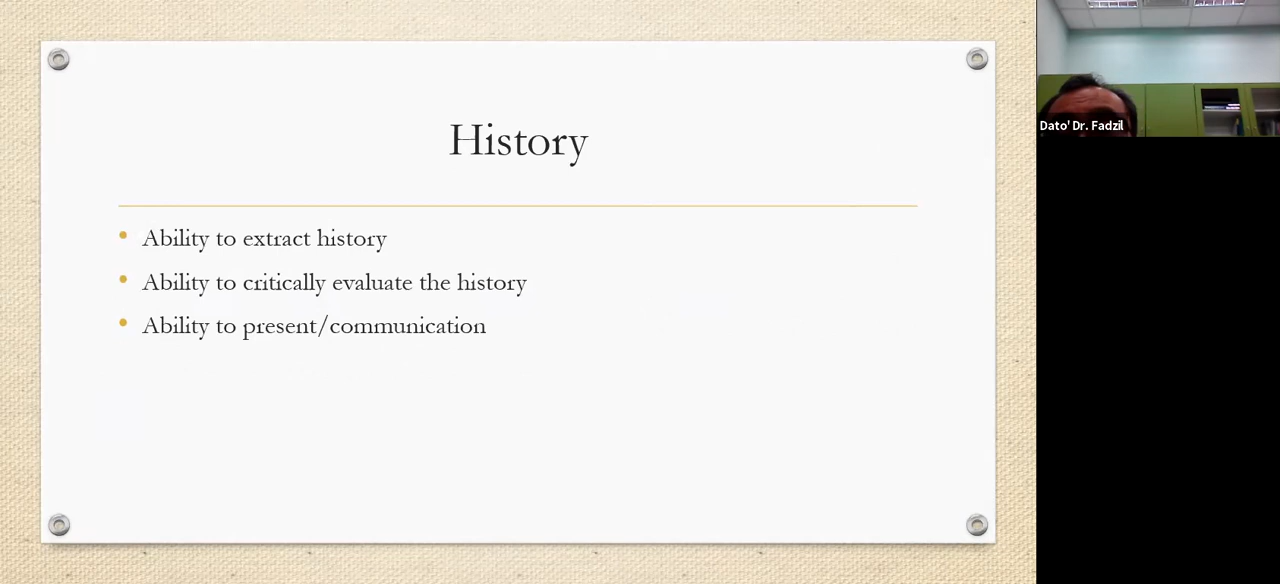 History
Ability to extract history
Ability to critically evaluate the history
Ability to present/communication
Dato' Dr. Fadzil